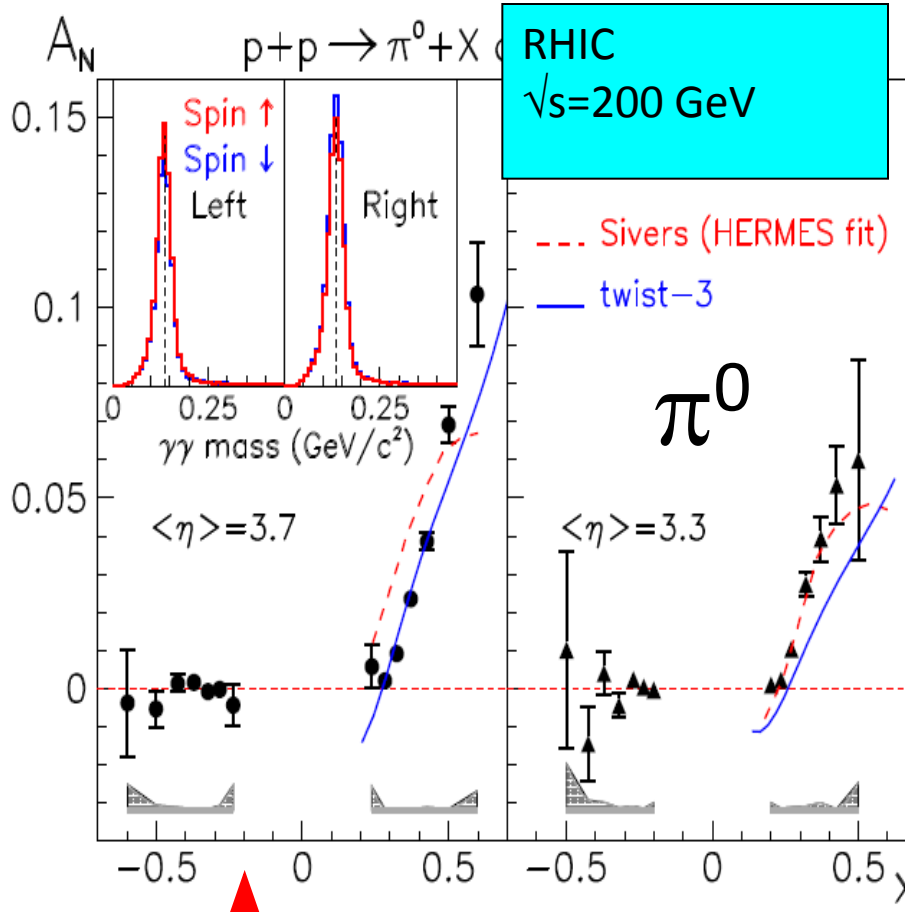 A_N p+p → π⁰+X
RHIC
√s=200 GeV
0.15
0.1
0.05
0
Spin ↑
Spin ↓
Left
Right
0 0.25 0 0.25
γγ mass (GeV/c²)
Sivers (HERMES fit)
twist-3
π⁰
<η>=3.7
<η>=3.3
-0.5 0 0.5 -0.5 0 0.5